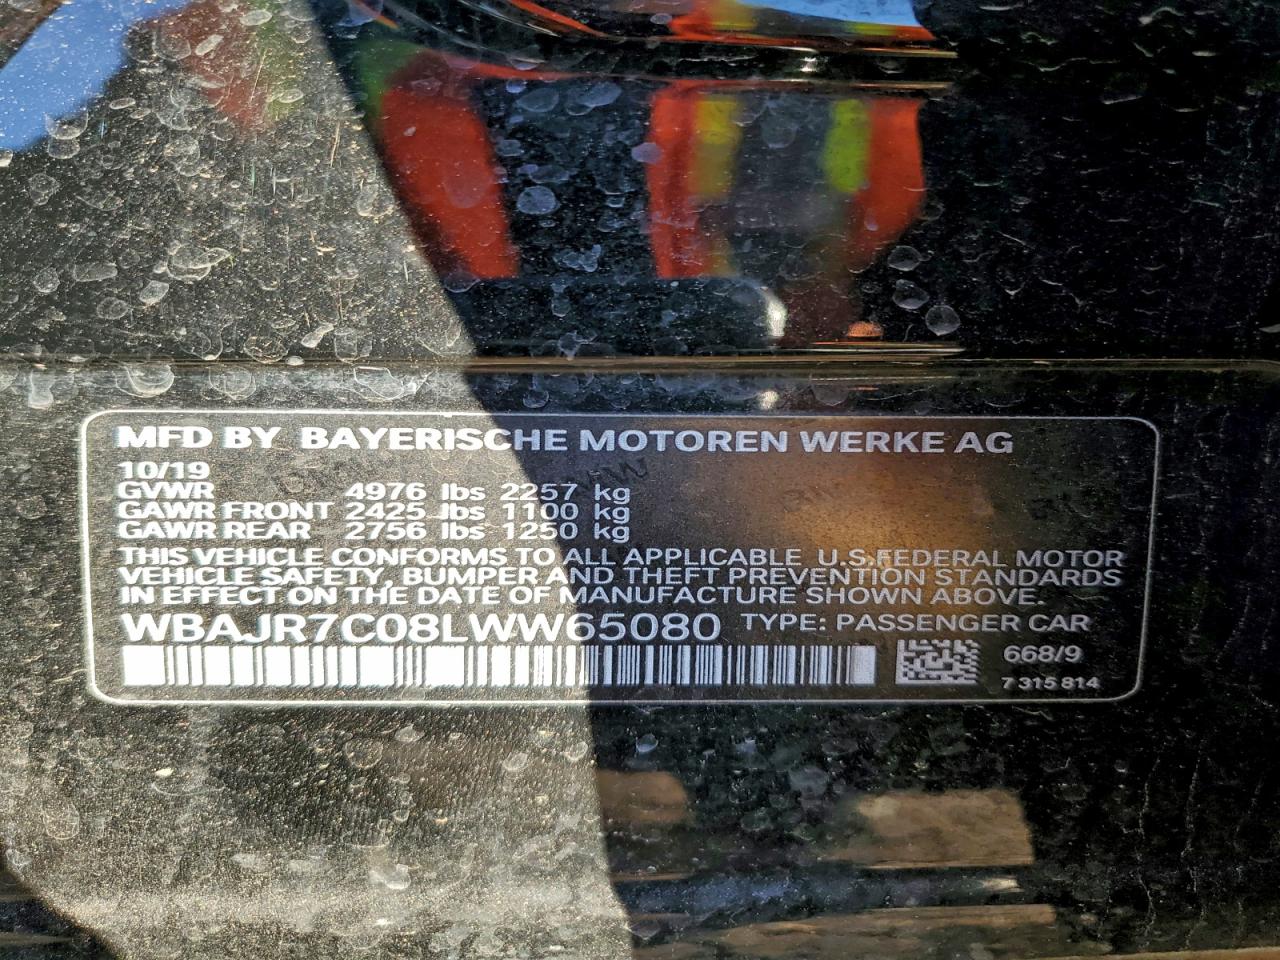 MFD BY BAYERISCHE MOTOREN WERKE AG
10/19
GVWR 4976 lbs 2257 kg
GAWR FRONT 2425 lbs 1100 kg
GAWR REAR 2756 lbs 1250 kg
THIS VEHICLE CONFORMS TO ALL APPLICABLE U.S.FEDERAL MOTOR
VEHICLE SAFETY, BUMPER AND THEFT PREVENTION STANDARDS
IN EFFECT ON THE DATE OF MANUFACTURE SHOWN ABOVE.
WBAJR7C08LWW65080 TYPE: PASSENGER CAR
668/9
7 315 814